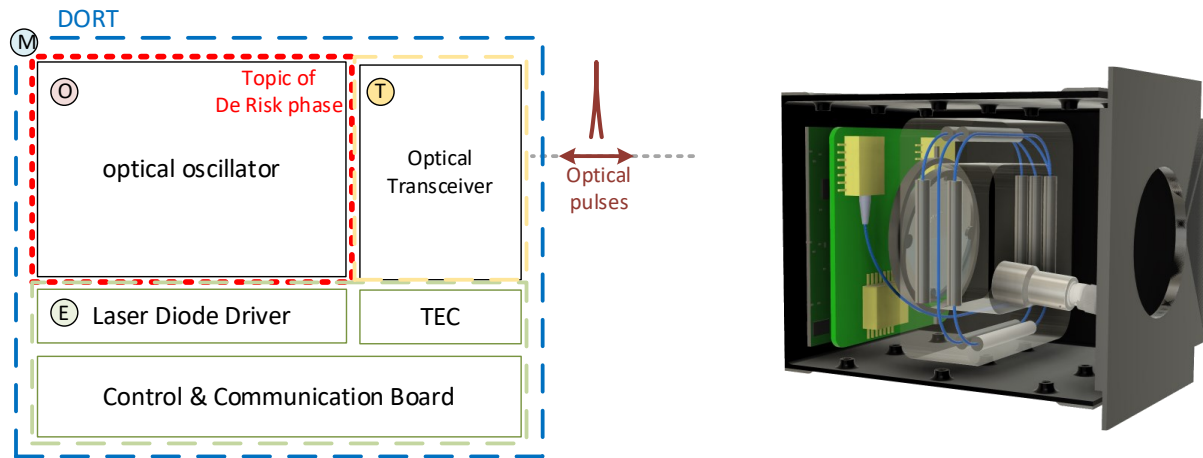 DORT
M
O
Topic of
De Risk phase
T
optical oscillator
Optical
Transceiver
Optical
pulses
E
Laser Diode Driver
TEC
Control & Communication Board